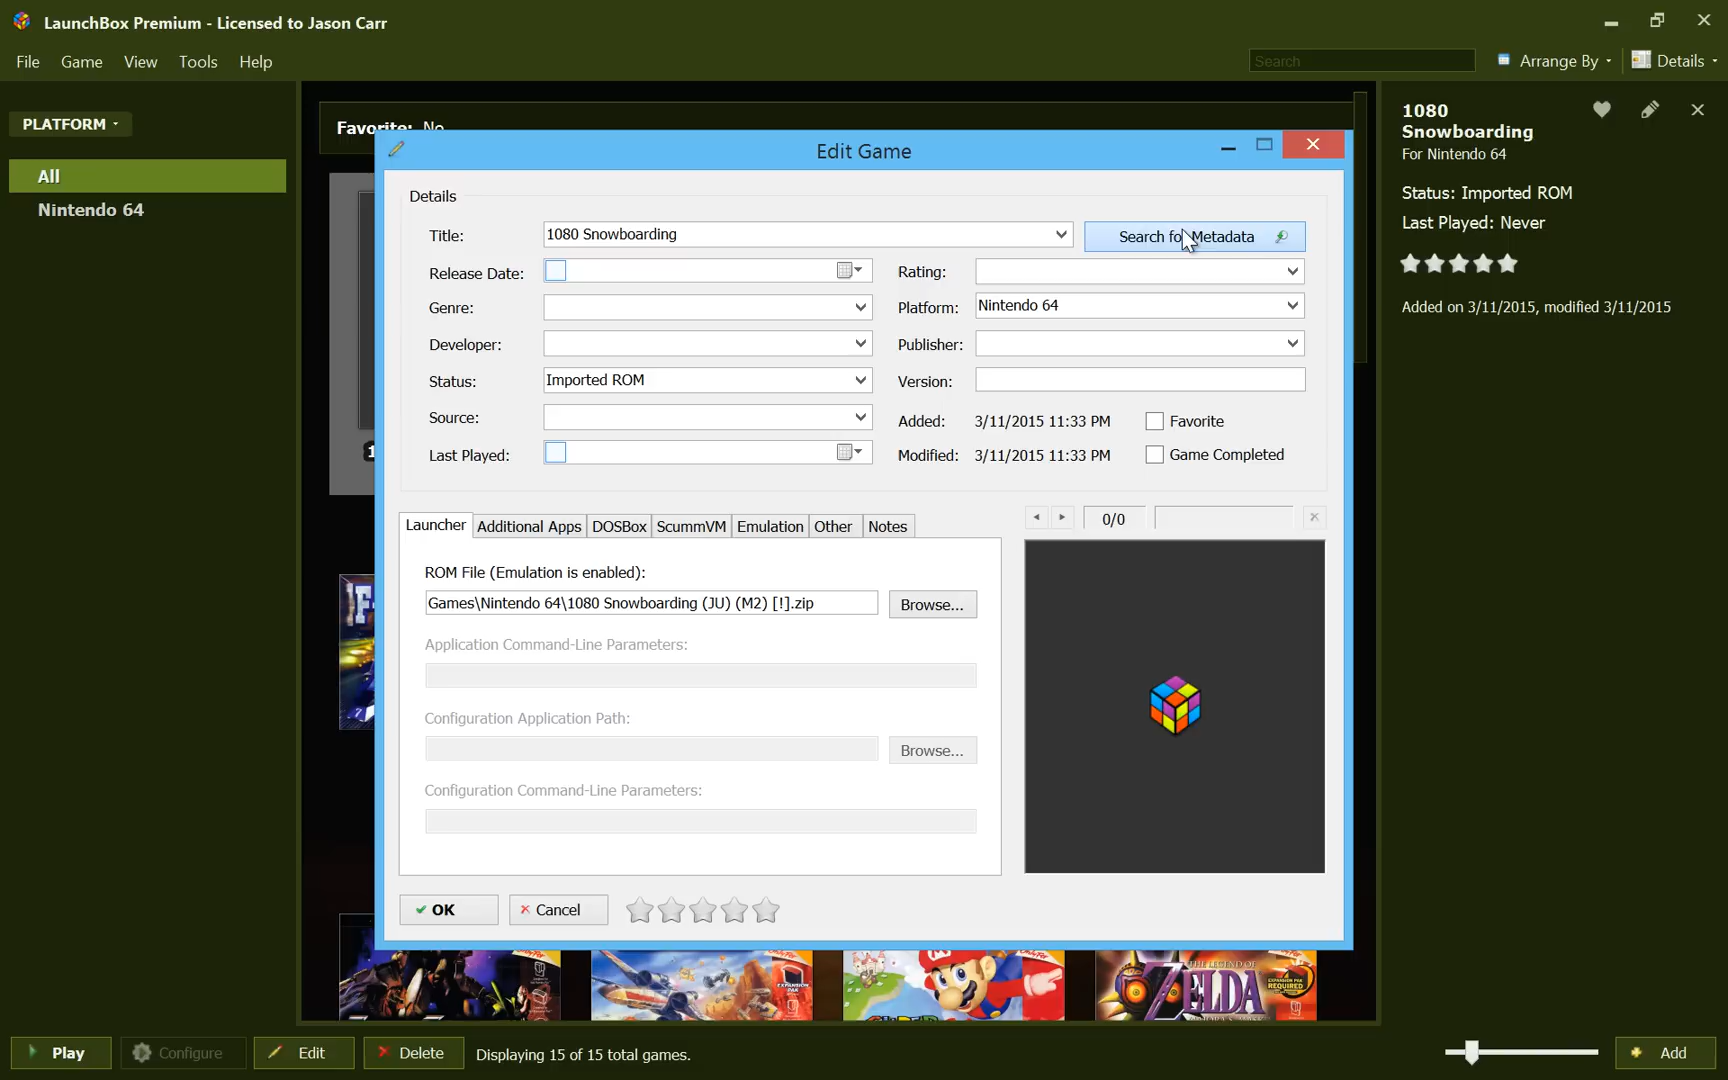 LaunchBox Premium - Licensed to Jason Carr
File Game View Tools Help
Search
Arrange By
Details
PLATFORM
All
Nintendo 64
Favorite: No
Edit Game
Details
Title: 1080 Snowboarding
Search for Metadata
Release Date:
Rating:
Genre:
Platform: Nintendo 64
Developer:
Publisher:
Status: Imported ROM
Version:
Source:
Added: 3/11/2015 11:33 PM
Favorite
Last Played:
Modified: 3/11/2015 11:33 PM
Game Completed
Launcher Additional Apps DOSBox ScummVM Emulation Other Notes
0/0
ROM File (Emulation is enabled):
Games\Nintendo 64\1080 Snowboarding (JU) (M2) [!].zip
Browse...
Application Command-Line Parameters:
Configuration Application Path:
Browse...
Configuration Command-Line Parameters:
OK
Cancel
1080
Snowboarding
For Nintendo 64
Status: Imported ROM
Last Played: Never
Added on 3/11/2015, modified 3/11/2015
LEGEND OF
ZELDA
EXPANSION PAK
REQUIRED
Play
Configure
Edit
Delete
Displaying 15 of 15 total games.
Add